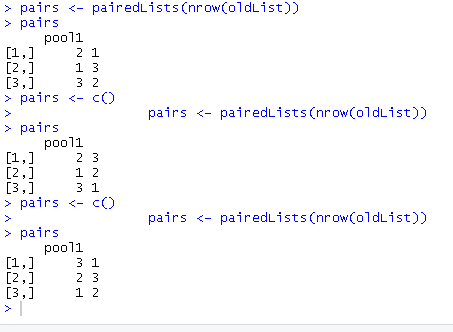 > pairs <- pairedLists(nrow(oldList))
> pairs
     pool1
[1,]     2 1
[2,]     1 3
[3,]     3 2
> pairs <- c()
>                  pairs <- pairedLists(nrow(oldList))
> pairs
     pool1
[1,]     2 3
[2,]     1 2
[3,]     3 1
> pairs <- c()
>                  pairs <- pairedLists(nrow(oldList))
> pairs
     pool1
[1,]     3 1
[2,]     2 3
[3,]     1 2
>